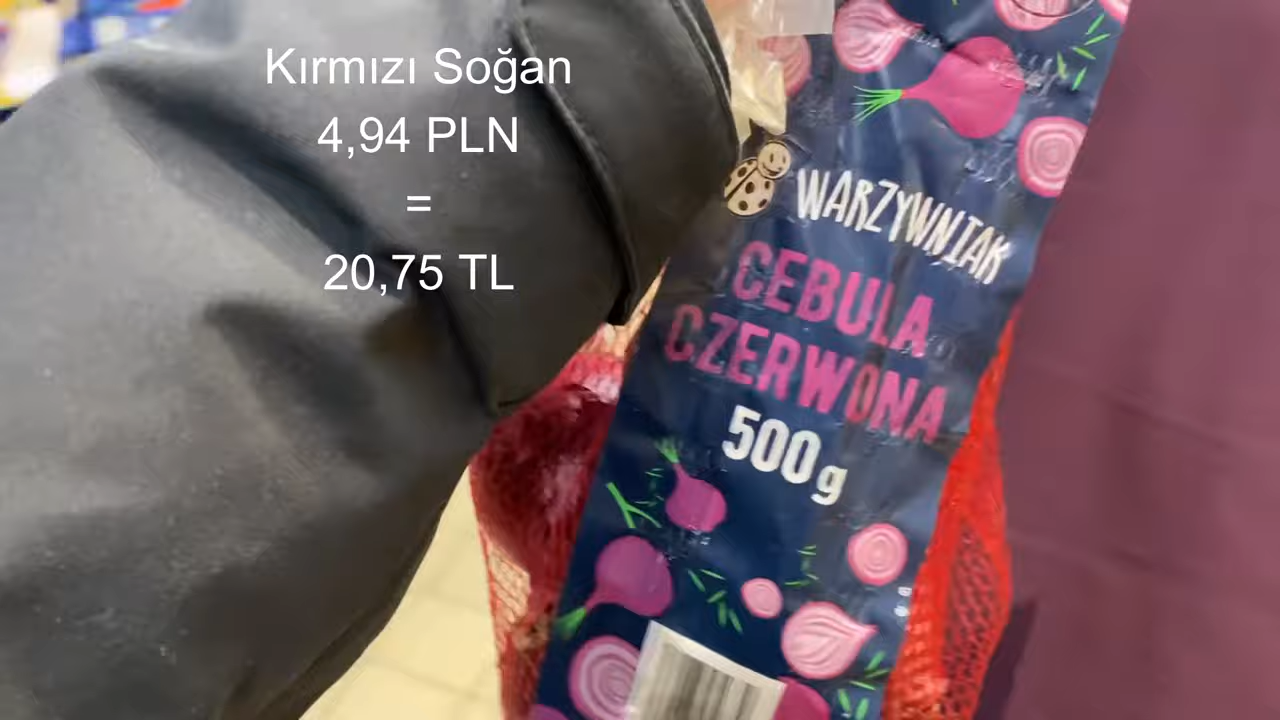 Kırmızı Soğan
4,94 PLN
=
20,75 TL
WARZYWNIAK
CEBULA
CZERWONA
500g